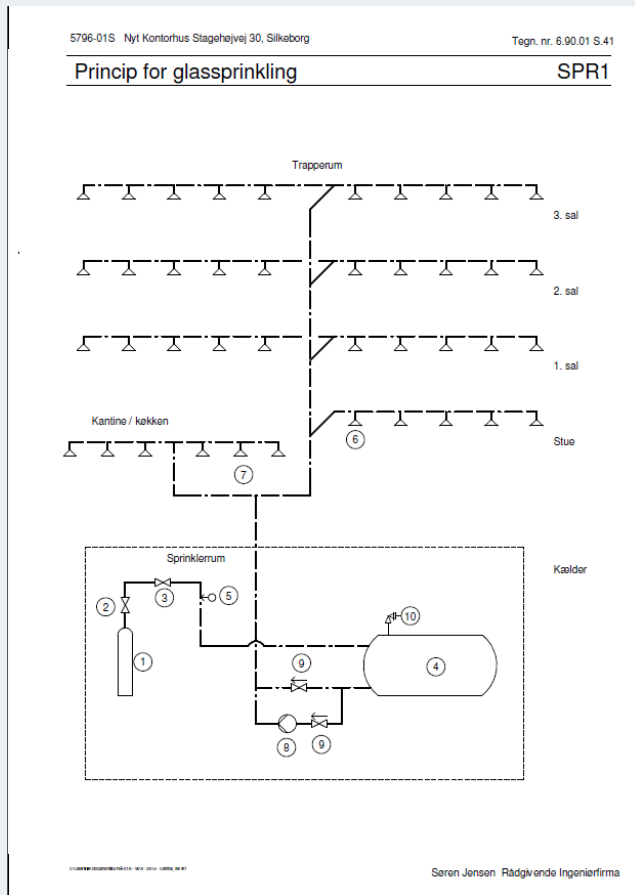 5796-01S Nyt Kontorhus Stagehøjvej 30, Silkeborg
Tegn. nr. 6.90.01 S.41
Princip for glassprinkling
SPR1
Trapperum
3. sal
2. sal
1. sal
Kantine / køkken
6
Stue
7
Sprinklerrum
Kælder
3
5
2
10
1
9
4
8
9
Søren Jensen Rådgivende Ingeniørfirma